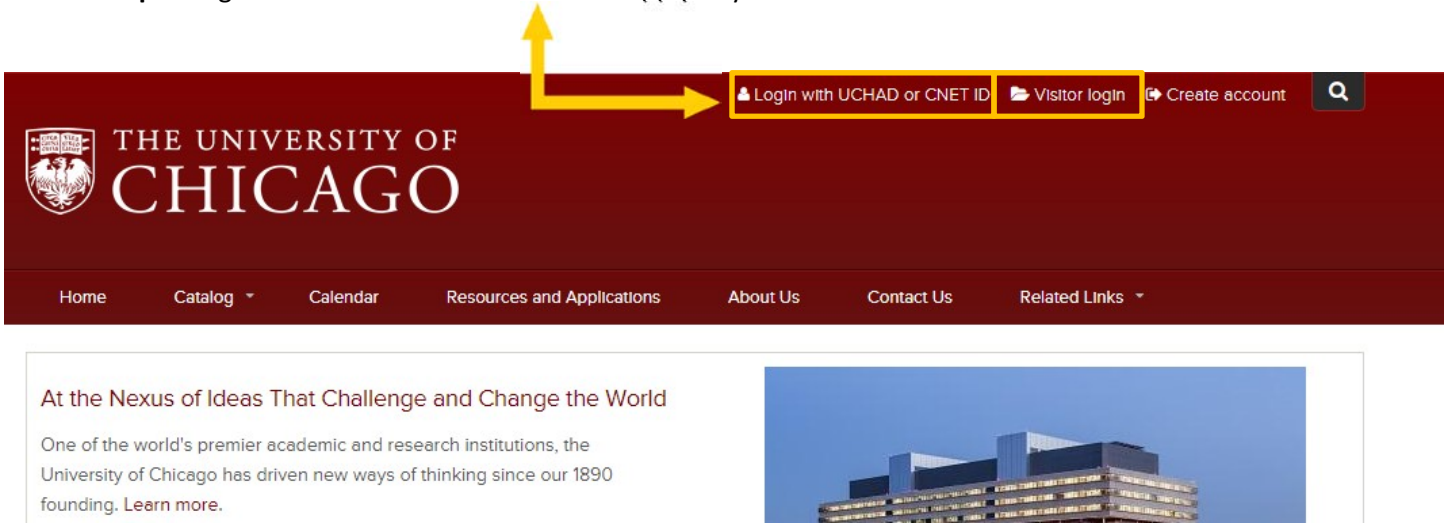 Login with UCHAD or CNET ID Visitor login Create account
THE UNIVERSITY OF
CHICAGO
Home Catalog Calendar Resources and Applications About Us Contact Us Related Links
At the Nexus of Ideas That Challenge and Change the World
One of the world's premier academic and research institutions, the
University of Chicago has driven new ways of thinking since our 1890
founding. Learn more.